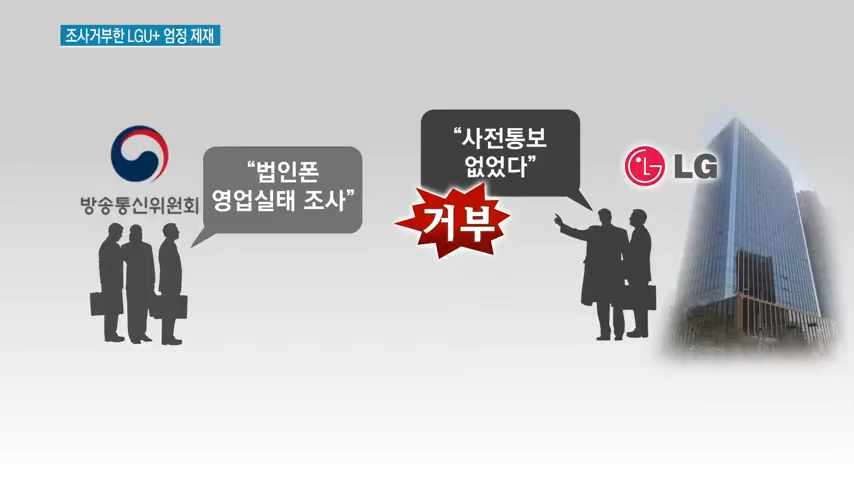 조사거부한 LGU+ 엄정 제재
방송통신위원회
“법인폰
영업실태 조사”
“사전통보
없었다”
거부
LG